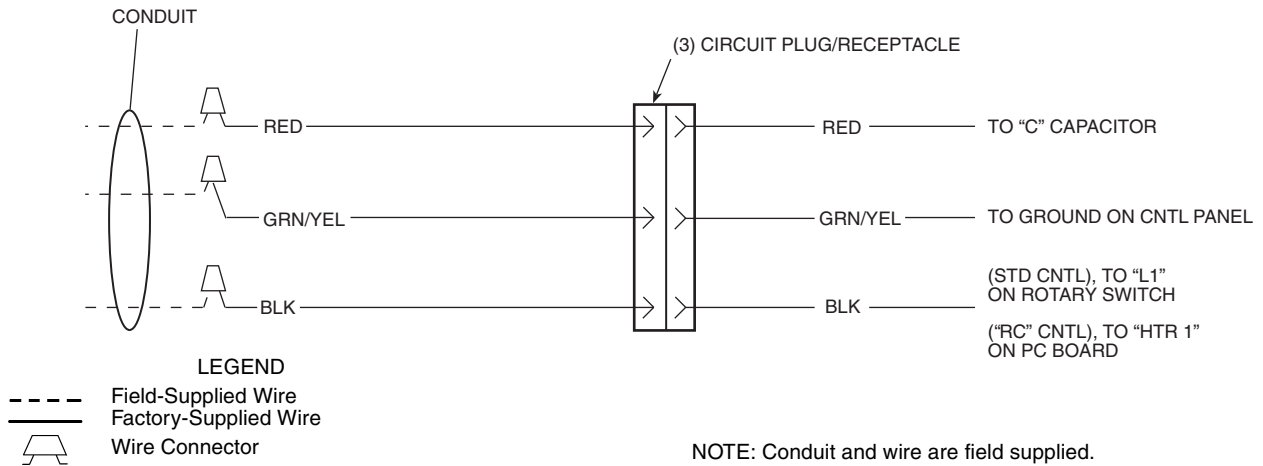 CONDUIT
(3) CIRCUIT PLUG/RECEPTACLE
RED
RED
TO “C” CAPACITOR
GRN/YEL
GRN/YEL
TO GROUND ON CNTL PANEL
BLK
BLK
(STD CNTL), TO “L1”
ON ROTARY SWITCH
(“RC” CNTL), TO “HTR 1”
ON PC BOARD
LEGEND
Field-Supplied Wire
Factory-Supplied Wire
Wire Connector
NOTE: Conduit and wire are field supplied.